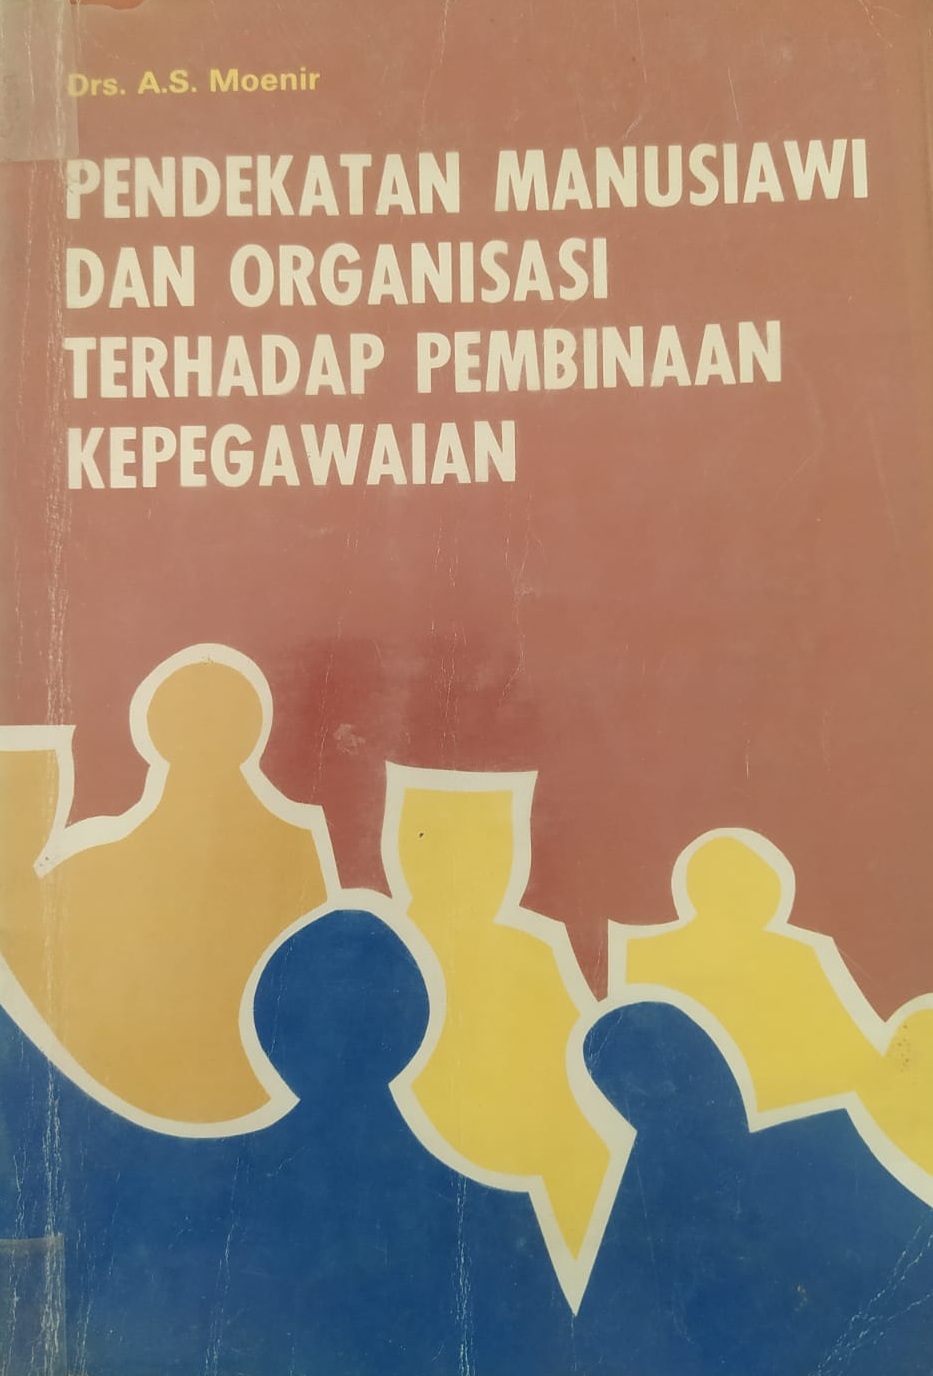 Drs. A.S. Moenir
PENDEKATAN MANUSIAWI
DAN ORGANISASI
TERHADAP PEMBINAAN
KEPEGAWAIAN